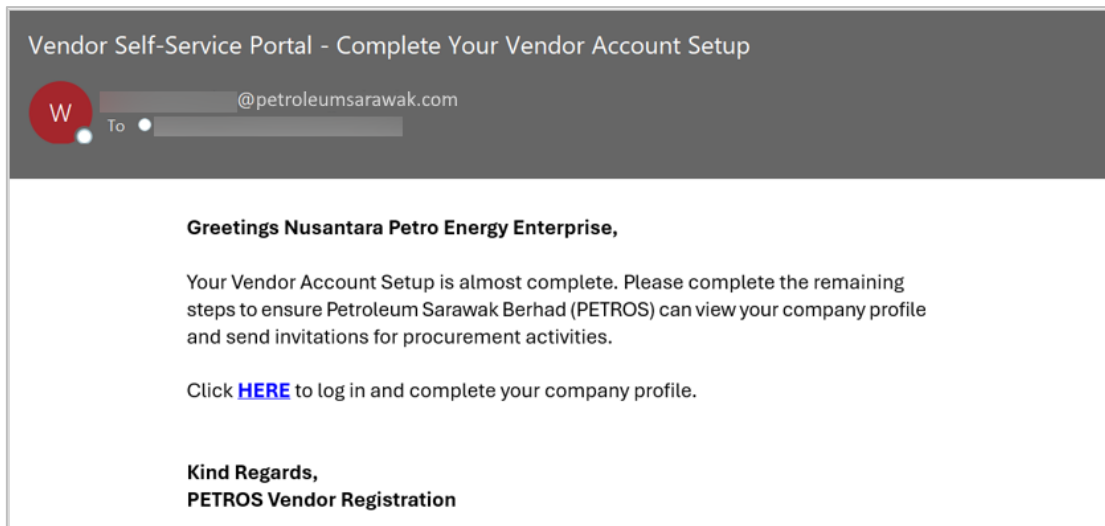 Vendor Self-Service Portal - Complete Your Vendor Account Setup
W
@petroleumsarawak.com
To
Greetings Nusantara Petro Energy Enterprise,
Your Vendor Account Setup is almost complete. Please complete the remaining
steps to ensure Petroleum Sarawak Berhad (PETROS) can view your company profile
and send invitations for procurement activities.
Click HERE to log in and complete your company profile.
Kind Regards,
PETROS Vendor Registration